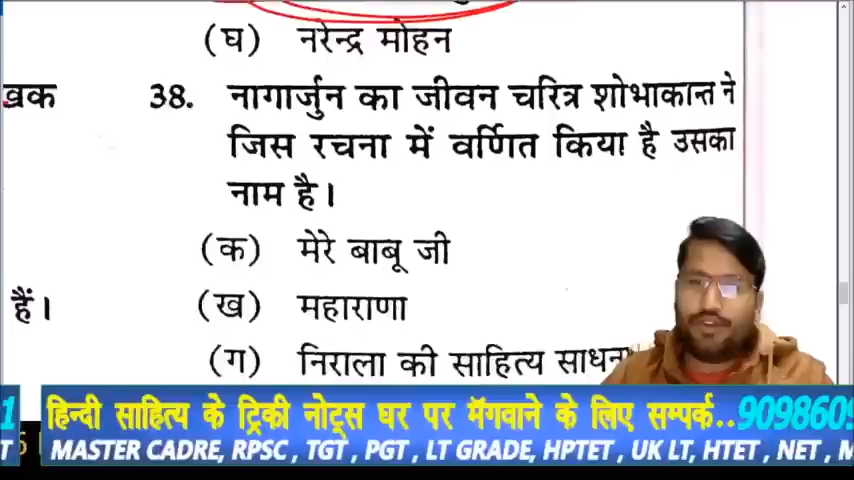 (घ) नरेन्द्र मोहन
38. नागार्जुन का जीवन चरित्र शोभाकान्त ने
जिस रचना में वर्णित किया है उसका
नाम है।
(क) मेरे बाबू जी
हैं।
(ख) महाराणा
(ग) निराला की साहित्य
हिन्दी साहित्य के ट्रिकी नोट्स घर पर मॅगवाने के लिए सम्पर्क..9098609
MASTER CADRE, RPSC , TGT , PGT , LT GRADE, HPTET , UK LT, HTET , NET ,